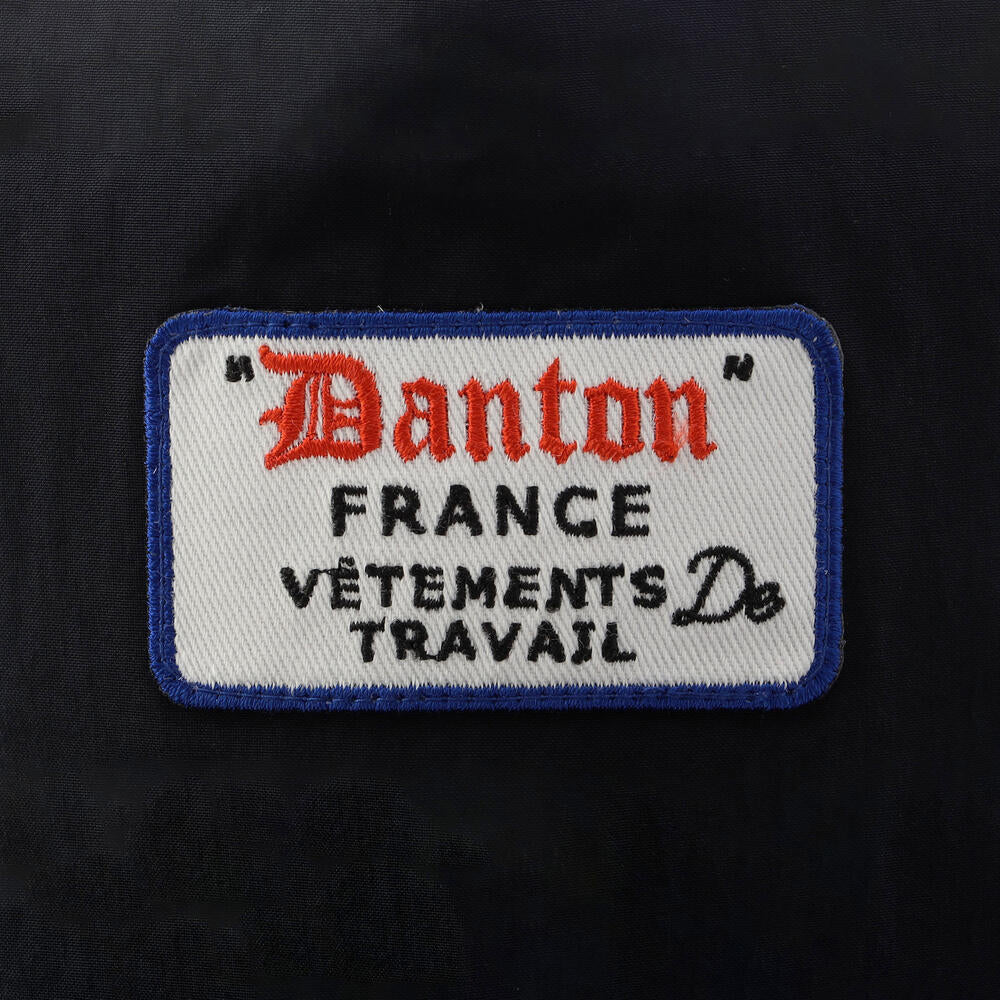 "Danton"
FRANCE
VÊTEMENTS De
TRAVAIL